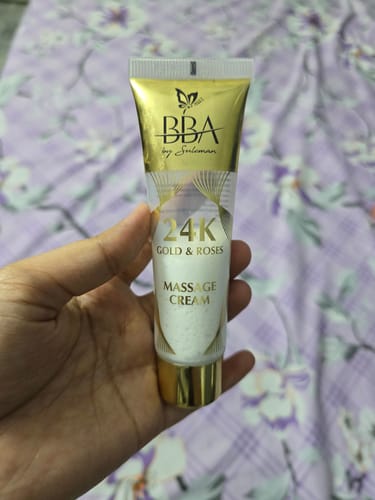 BBA
by Suleman
24K
GOLD & ROSES
MASSAGE
CREAM